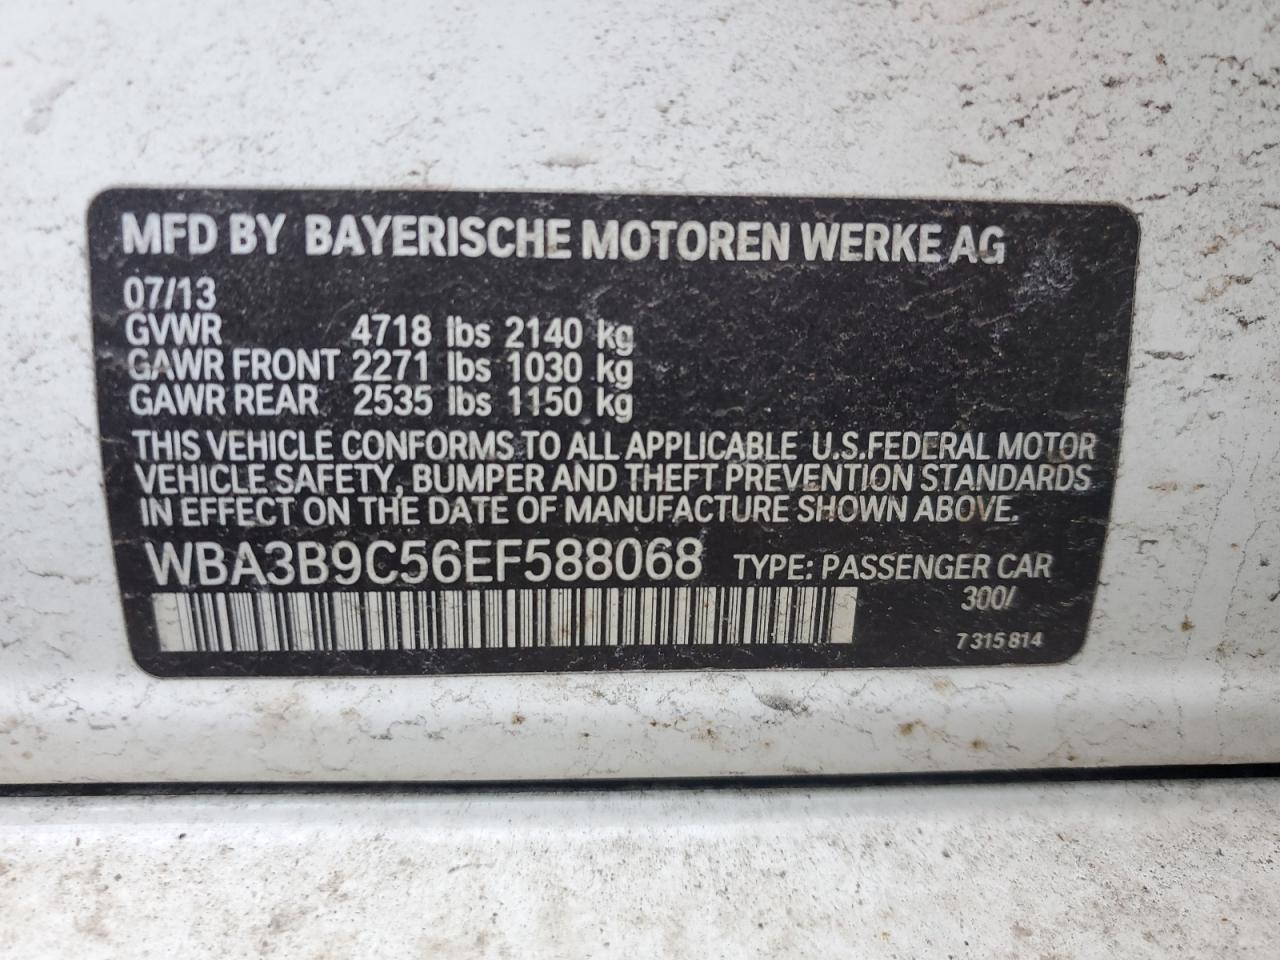 MFD BY BAYERISCHE MOTOREN WERKE AG
07/13
GVWR 4718 lbs 2140 kg
GAWR FRONT 2271 lbs 1030 kg
GAWR REAR 2535 lbs 1150 kg
THIS VEHICLE CONFORMS TO ALL APPLICABLE U.S.FEDERAL MOTOR
VEHICLE SAFETY, BUMPER AND THEFT PREVENTION STANDARDS
IN EFFECT ON THE DATE OF MANUFACTURE SHOWN ABOVE.
WBA3B9C56EF588068 TYPE: PASSENGER CAR
300/
7 315 814